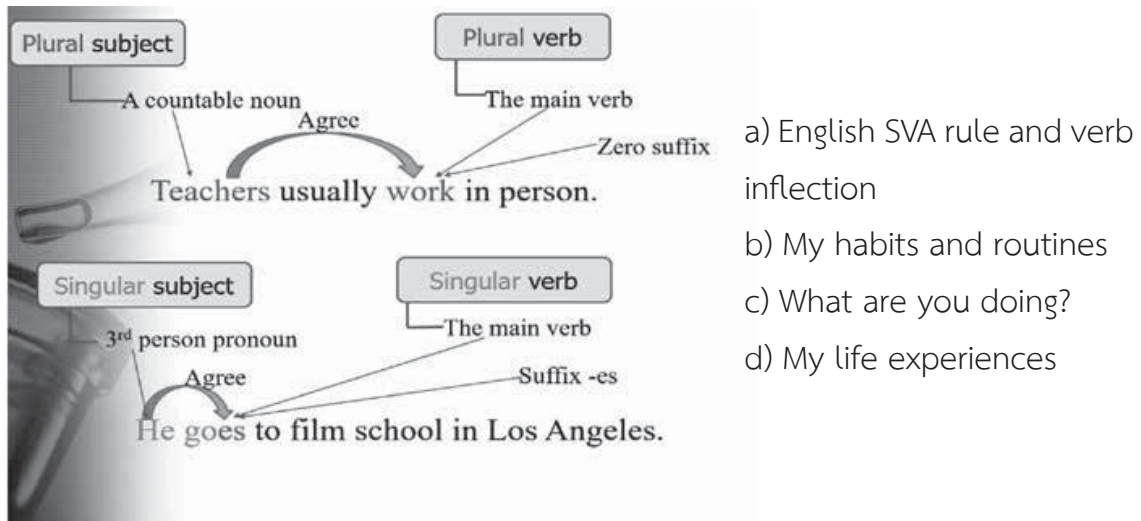 Plural subject
Plural verb
A countable noun
The main verb
Agree
Zero suffix
Teachers usually work in person.
Singular subject
Singular verb
3rd person pronoun
The main verb
Agree
Suffix -es
He goes to film school in Los Angeles.
a) English SVA rule and verb
inflection
b) My habits and routines
c) What are you doing?
d) My life experiences